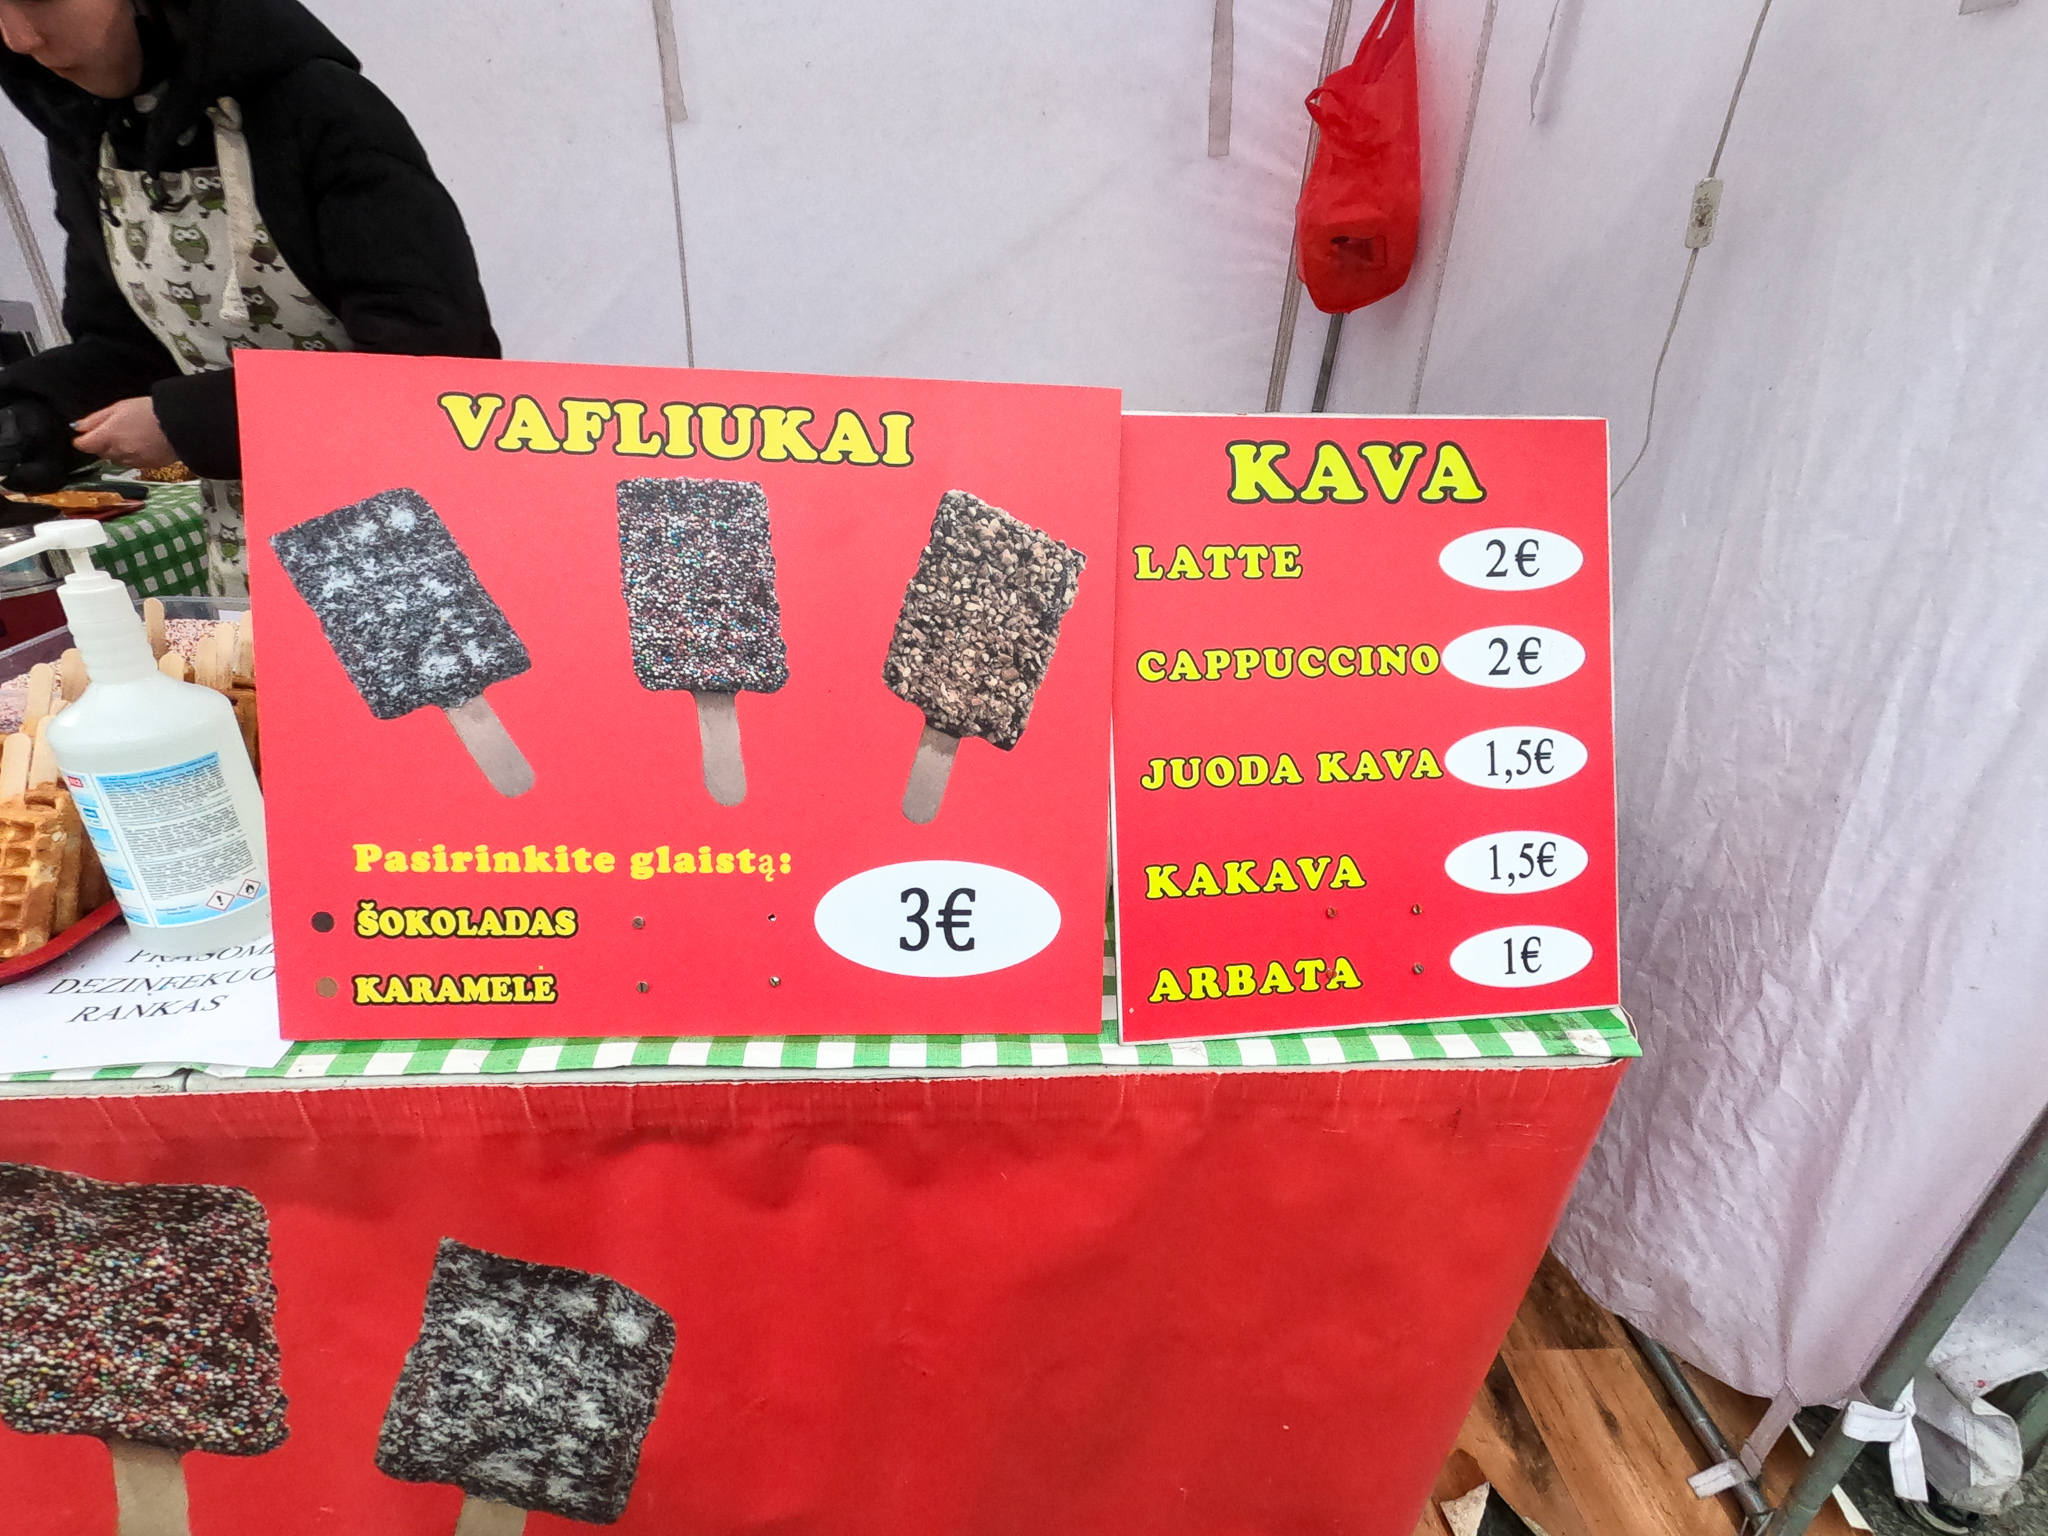 VAFLIUKAI
Pasirinkite glaistą:
ŠOKOLADAS
KARAMELĖ
3€
KAVA
LATTE 2€
CAPPUCCINO 2€
JUODA KAVA 1,5€
KAKAVA 1,5€
ARBATA 1€
DEZINFEKUO
RANKAS